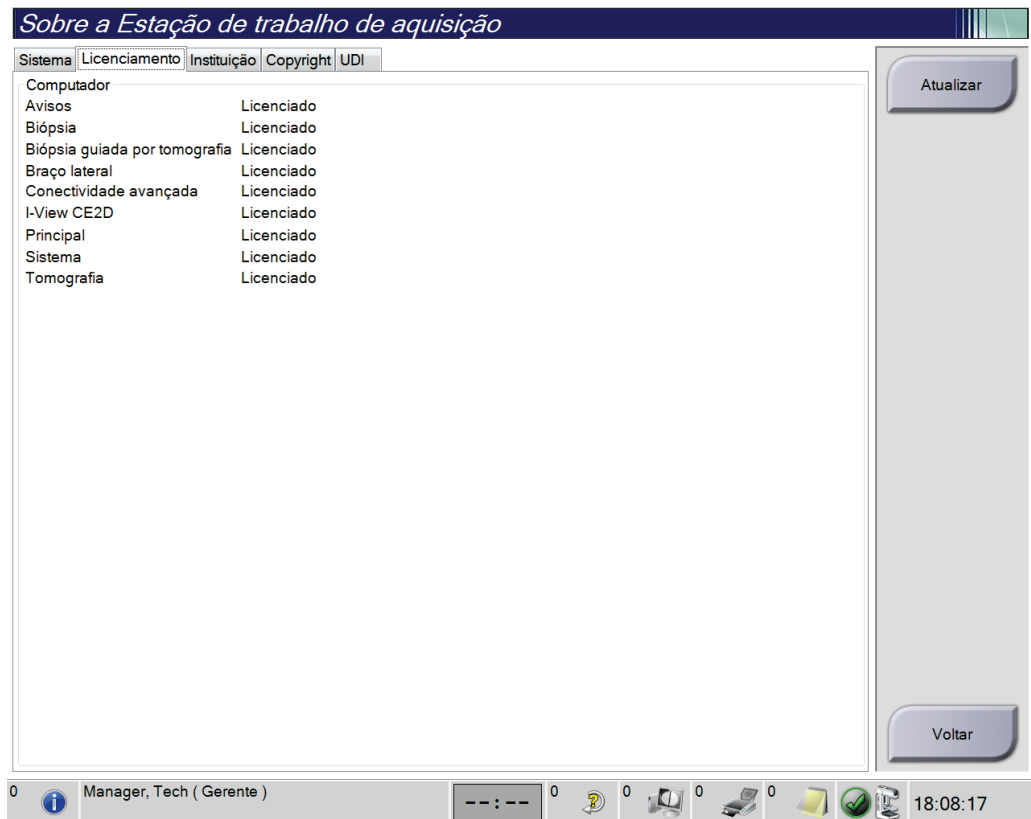 Sobre a Estação de trabalho de aquisição
Sistema Licenciamento Instituição Copyright UDI
Computador
Avisos Licenciado
Biópsia Licenciado
Biópsia guiada por tomografia Licenciado
Braço lateral Licenciado
Conectividade avançada Licenciado
I-View CE2D Licenciado
Principal Licenciado
Sistema Licenciado
Tomografia Licenciado
Atualizar
Voltar
0 Manager, Tech ( Gerente ) --:-- 0 0 0 0 18:08:17